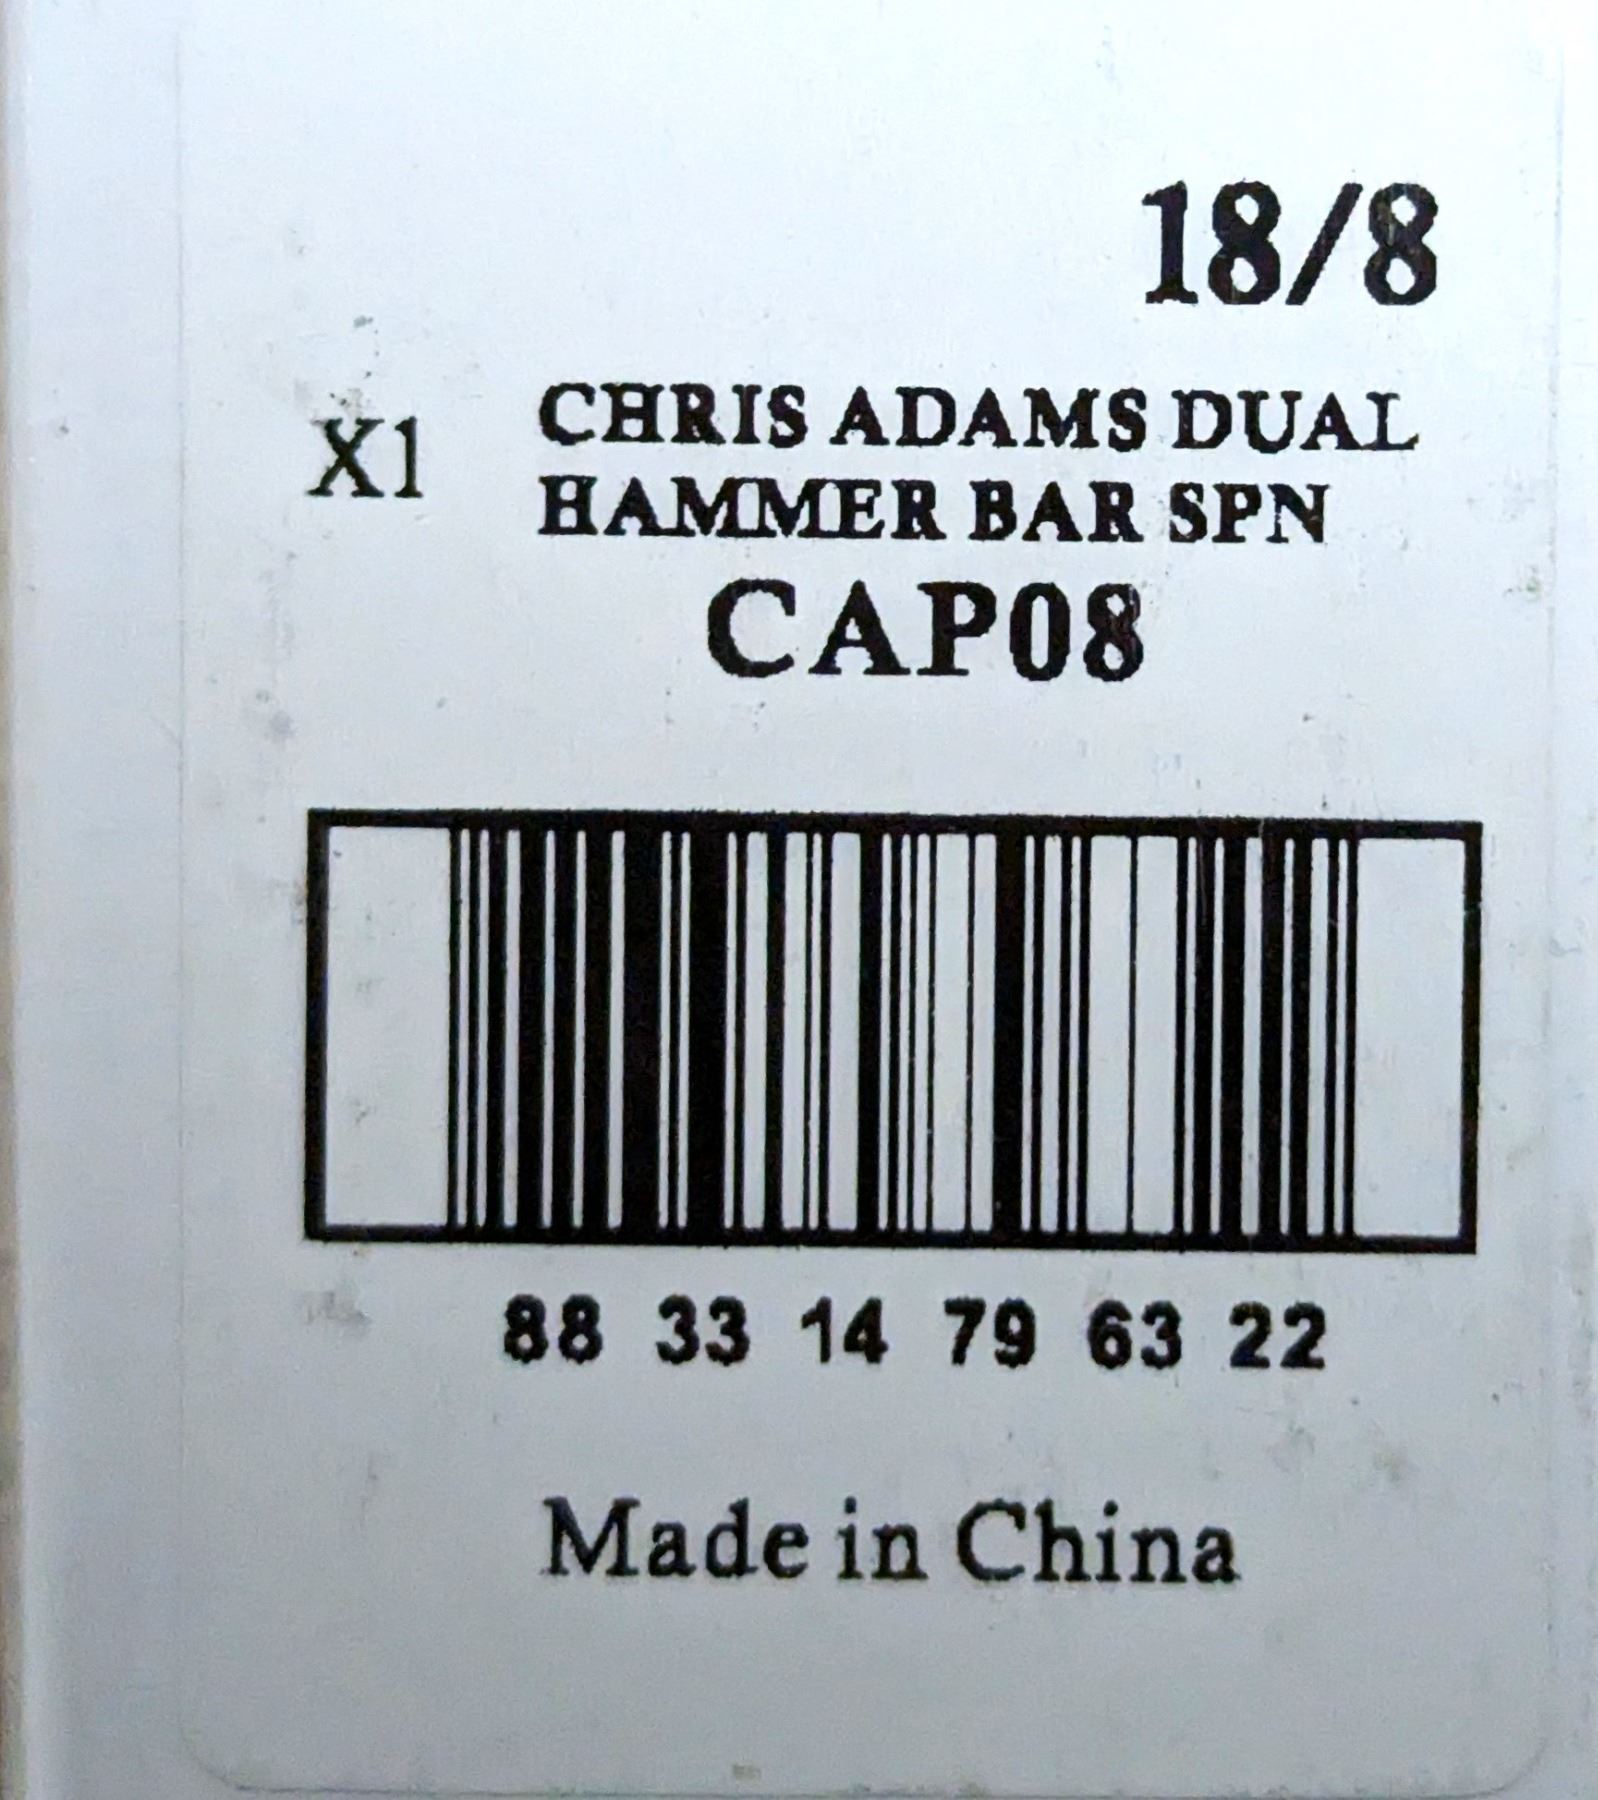 18/8
X1 CHRIS ADAMS DUAL
HAMMER BAR SPN
CAP08
88 33 14 79 63 22
Made in China